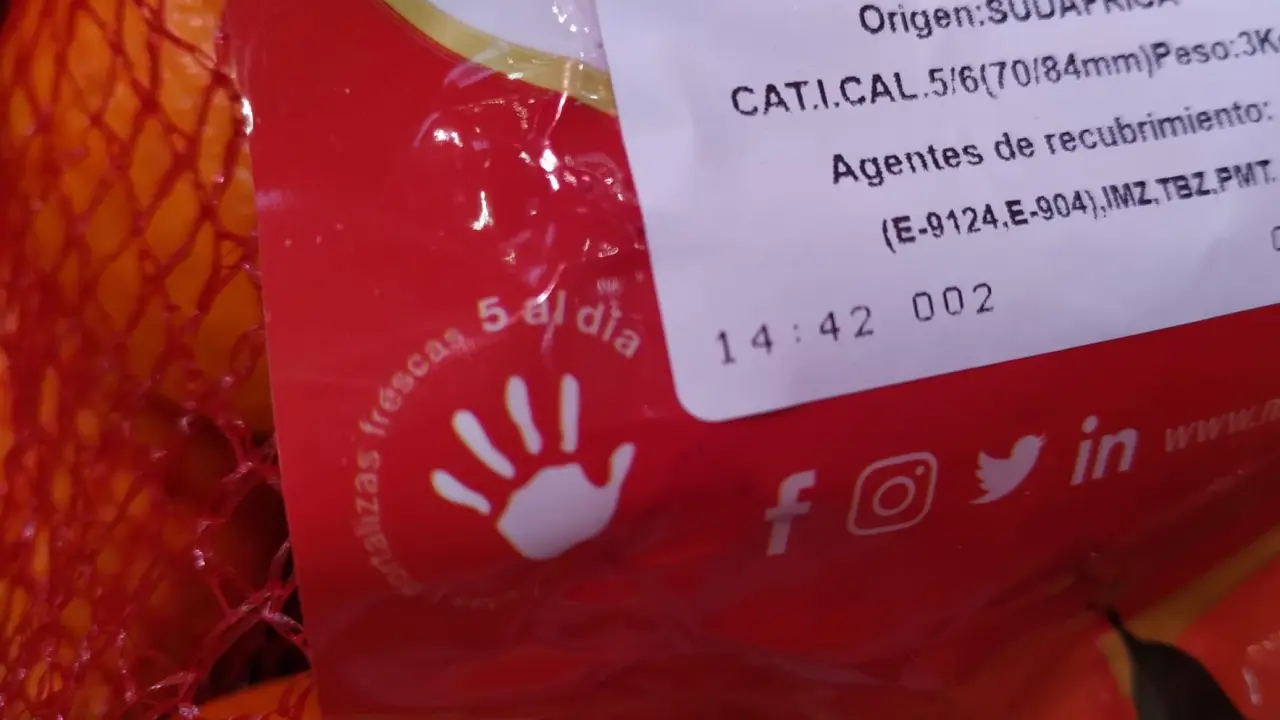 Origen:SUDAFRICA
CAT.I.CAL.5/6(70/84mm)Peso:3K
Agentes de recubrimiento:
(E-9124,E-904),IMZ,TBZ,PMT.
14:42 002
frescas 5 al día
f
in
www.